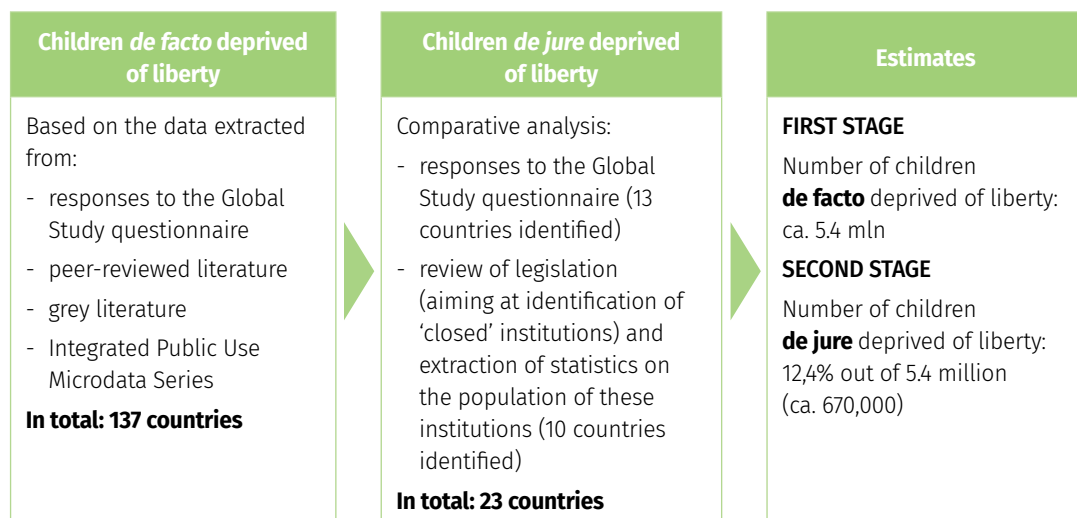 Children de facto deprived
of liberty
Based on the data extracted
from:
- responses to the Global
Study questionnaire
- peer-reviewed literature
- grey literature
- Integrated Public Use
Microdata Series
In total: 137 countries
Children de jure deprived
of liberty
Comparative analysis:
- responses to the Global
Study questionnaire (13
countries identified)
- review of legislation
(aiming at identification of
‘closed’ institutions) and
extraction of statistics on
the population of these
institutions (10 countries
identified)
In total: 23 countries
Estimates
FIRST STAGE
Number of children
de facto deprived of liberty:
ca. 5.4 mln
SECOND STAGE
Number of children
de jure deprived of liberty:
12,4% out of 5.4 million
(ca. 670,000)